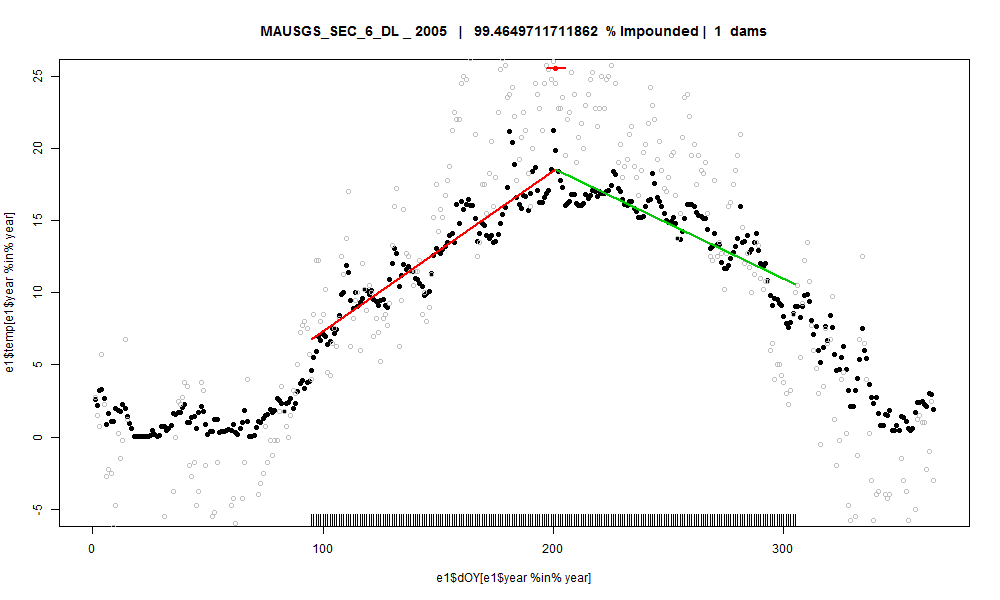 MAUSGS_SEC_6_DL _ 2005 | 99.4649711711862 % Impounded | 1 dams
25
20
15
10
5
0
-5
e1$temp[e1$year %in% year]
0 100 200 300
e1$dOY[e1$year %in% year]